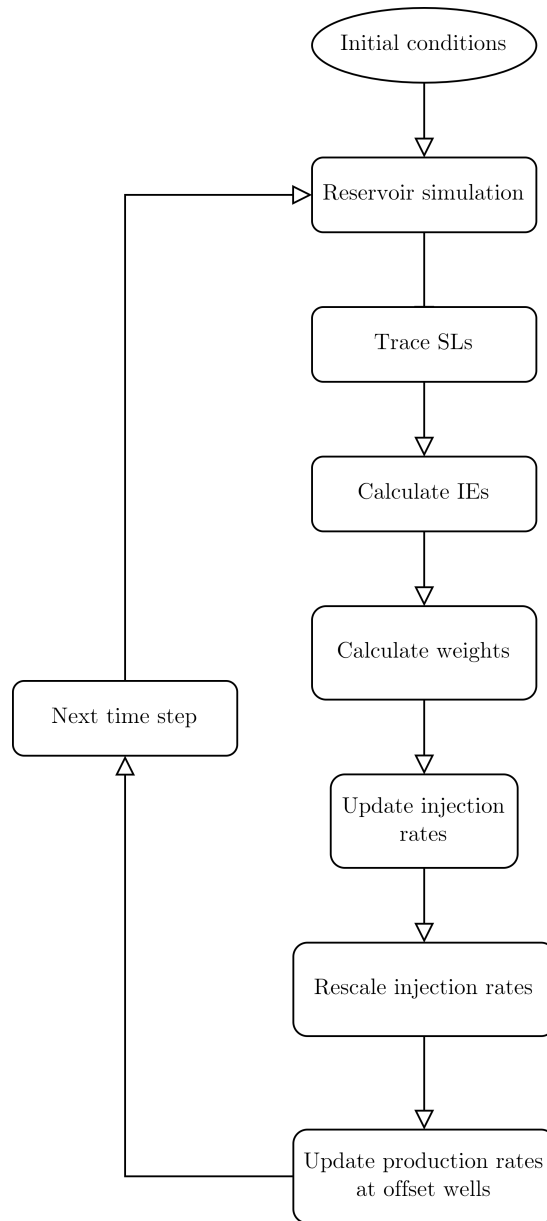 Initial conditions
Reservoir simulation
Trace SLs
Calculate IEs
Calculate weights
Next time step
Update injection
rates
Rescale injection rates
Update production rates
at offset wells